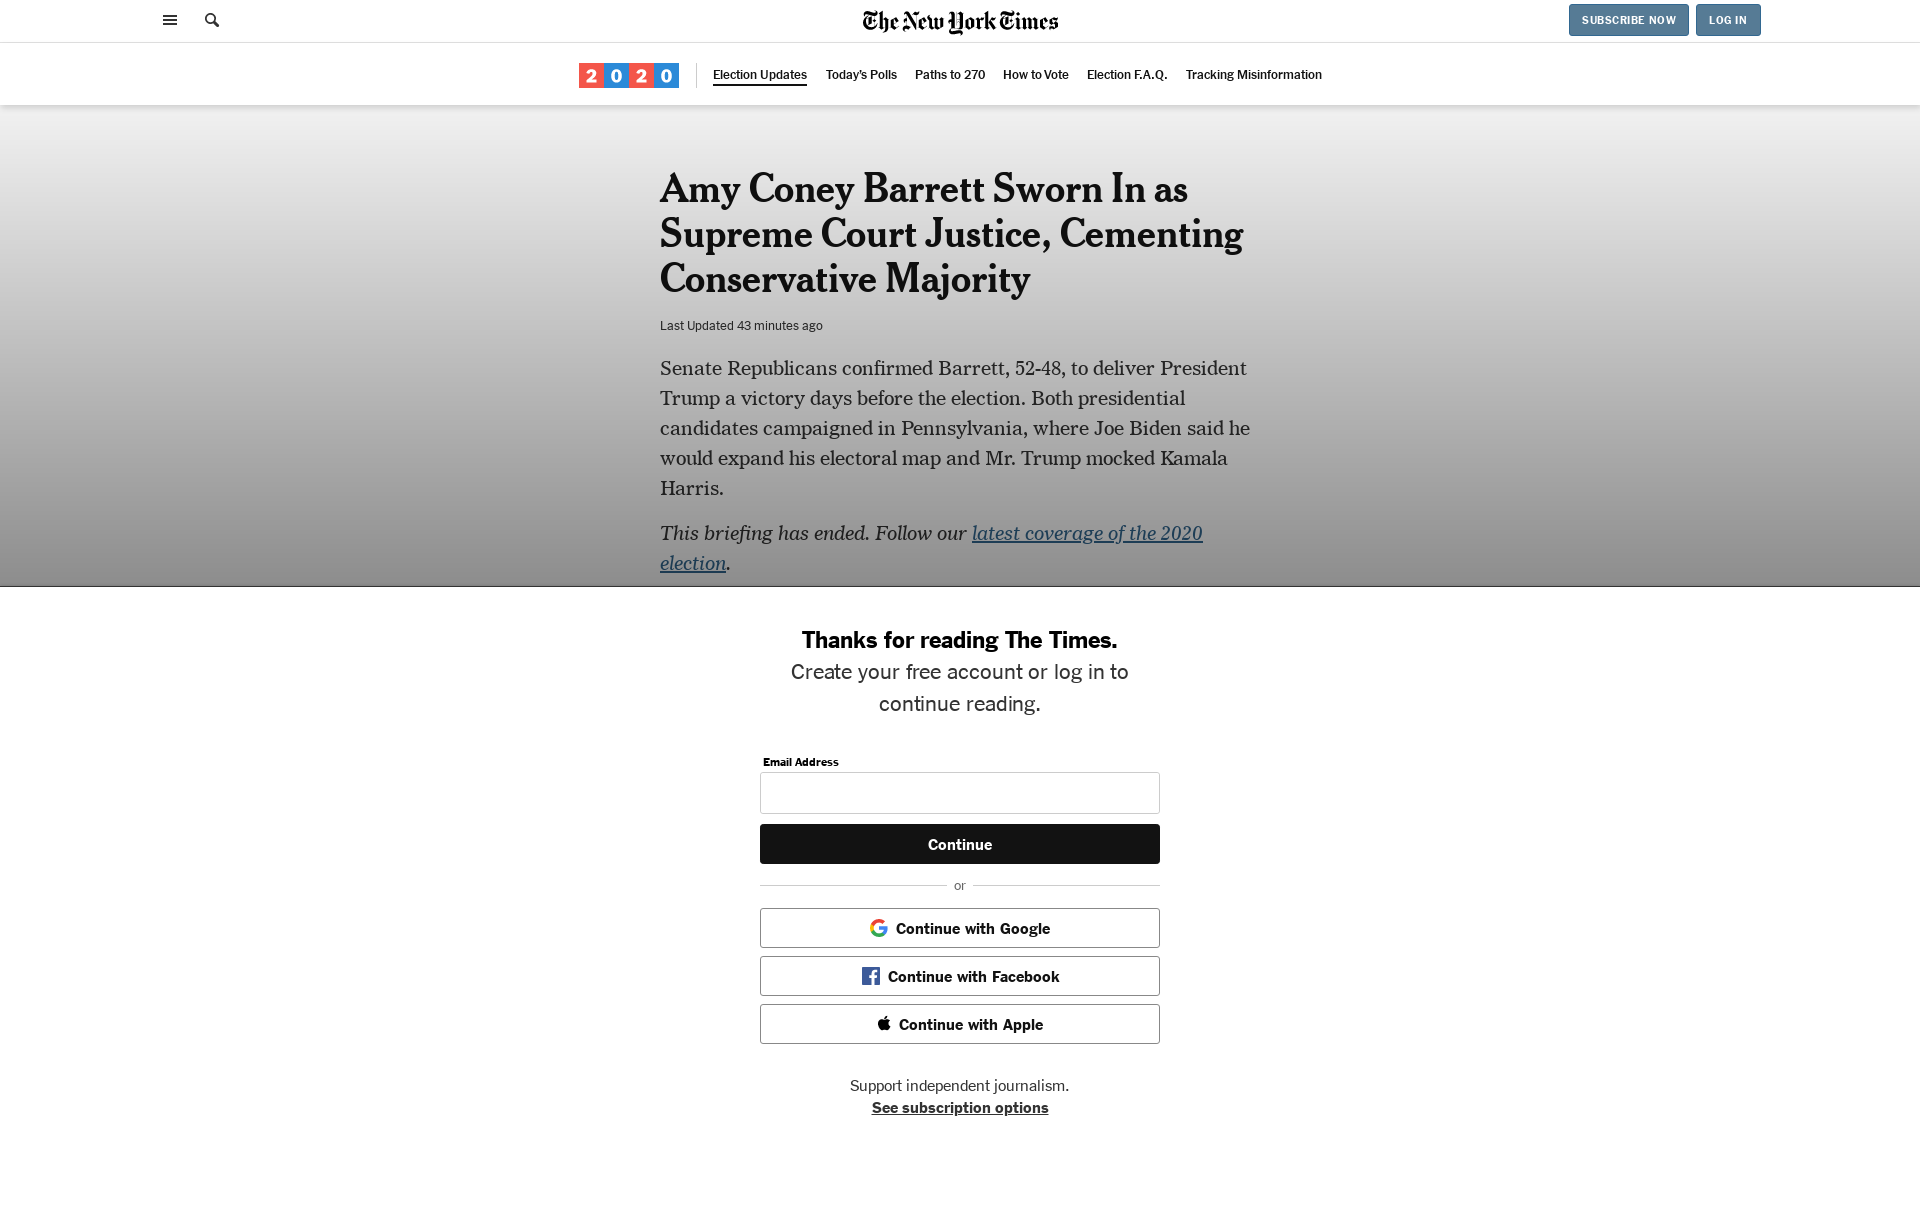 The New York Times
SUBSCRIBE NOW
LOG IN
2020
Election Updates
Today's Polls
Paths to 270
How to Vote
Election F.A.Q.
Tracking Misinformation
Amy Coney Barrett Sworn In as
Supreme Court Justice, Cementing
Conservative Majority
Last Updated 43 minutes ago
Senate Republicans confirmed Barrett, 52-48, to deliver President
Trump a victory days before the election. Both presidential
candidates campaigned in Pennsylvania, where Joe Biden said he
would expand his electoral map and Mr. Trump mocked Kamala
Harris.
This briefing has ended. Follow our latest coverage of the 2020
election.
Thanks for reading The Times.
Create your free account or log in to
continue reading.
Email Address
Continue
or
Continue with Google
Continue with Facebook
Continue with Apple
Support independent journalism.
See subscription options